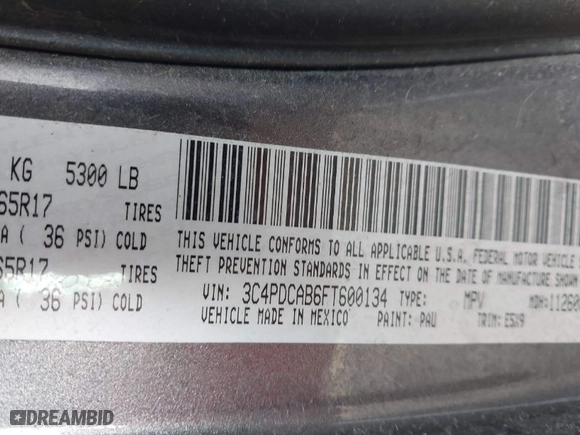 KG 5300 LB
65R17 TIRES
A ( 36 PSI) COLD
65R17 TIRES
A ( 36 PSI) COLD
THIS VEHICLE CONFORMS TO ALL APPLICABLE U.S.A. FEDERAL MOTOR VEHICLE
THEFT PREVENTION STANDARDS IN EFFECT ON THE DATE OF MANUFACTURE
VIN: 3C4PDCAB6FT600134 TYPE: MPV MDH:11260
VEHICLE MADE IN MEXICO PAINT: PAU TRIM: E5X9
DREAMBID